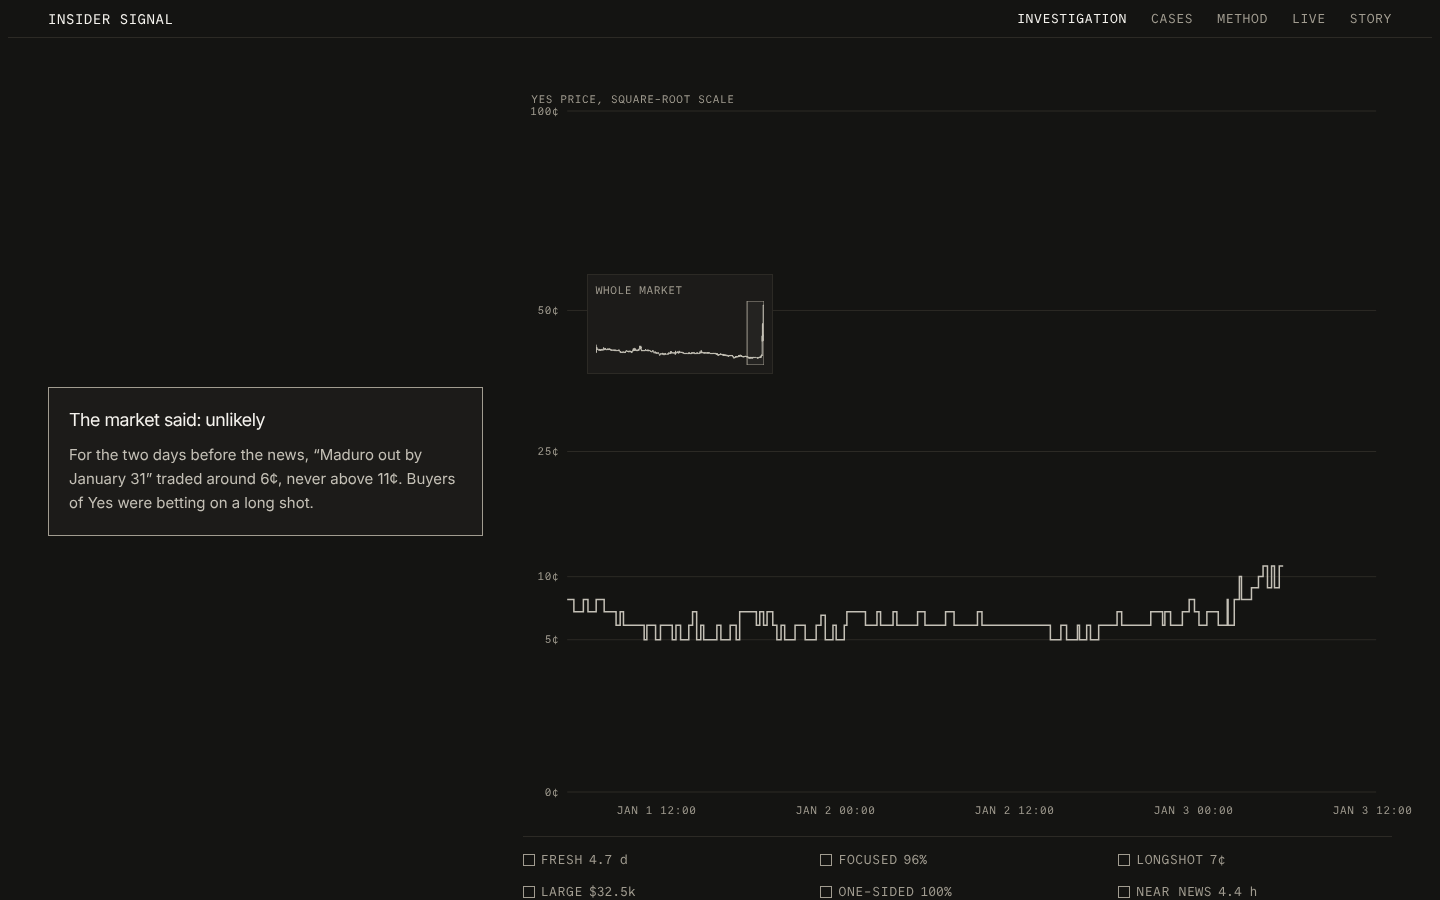 INSIDER SIGNAL
INVESTIGATION CASES METHOD LIVE STORY
YES PRICE, SQUARE-ROOT SCALE
100¢
WHOLE MARKET
50¢
The market said: unlikely
For the two days before the news, “Maduro out by
January 31” traded around 6¢, never above 11¢. Buyers
of Yes were betting on a long shot.
25¢
10¢
5¢
0¢
JAN 1 12:00 JAN 2 00:00 JAN 2 12:00 JAN 3 00:00 JAN 3 12:00
FRESH 4.7 d FOCUSED 96% LONGSHOT 7¢
LARGE $32.5k ONE-SIDED 100% NEAR NEWS 4.4 h